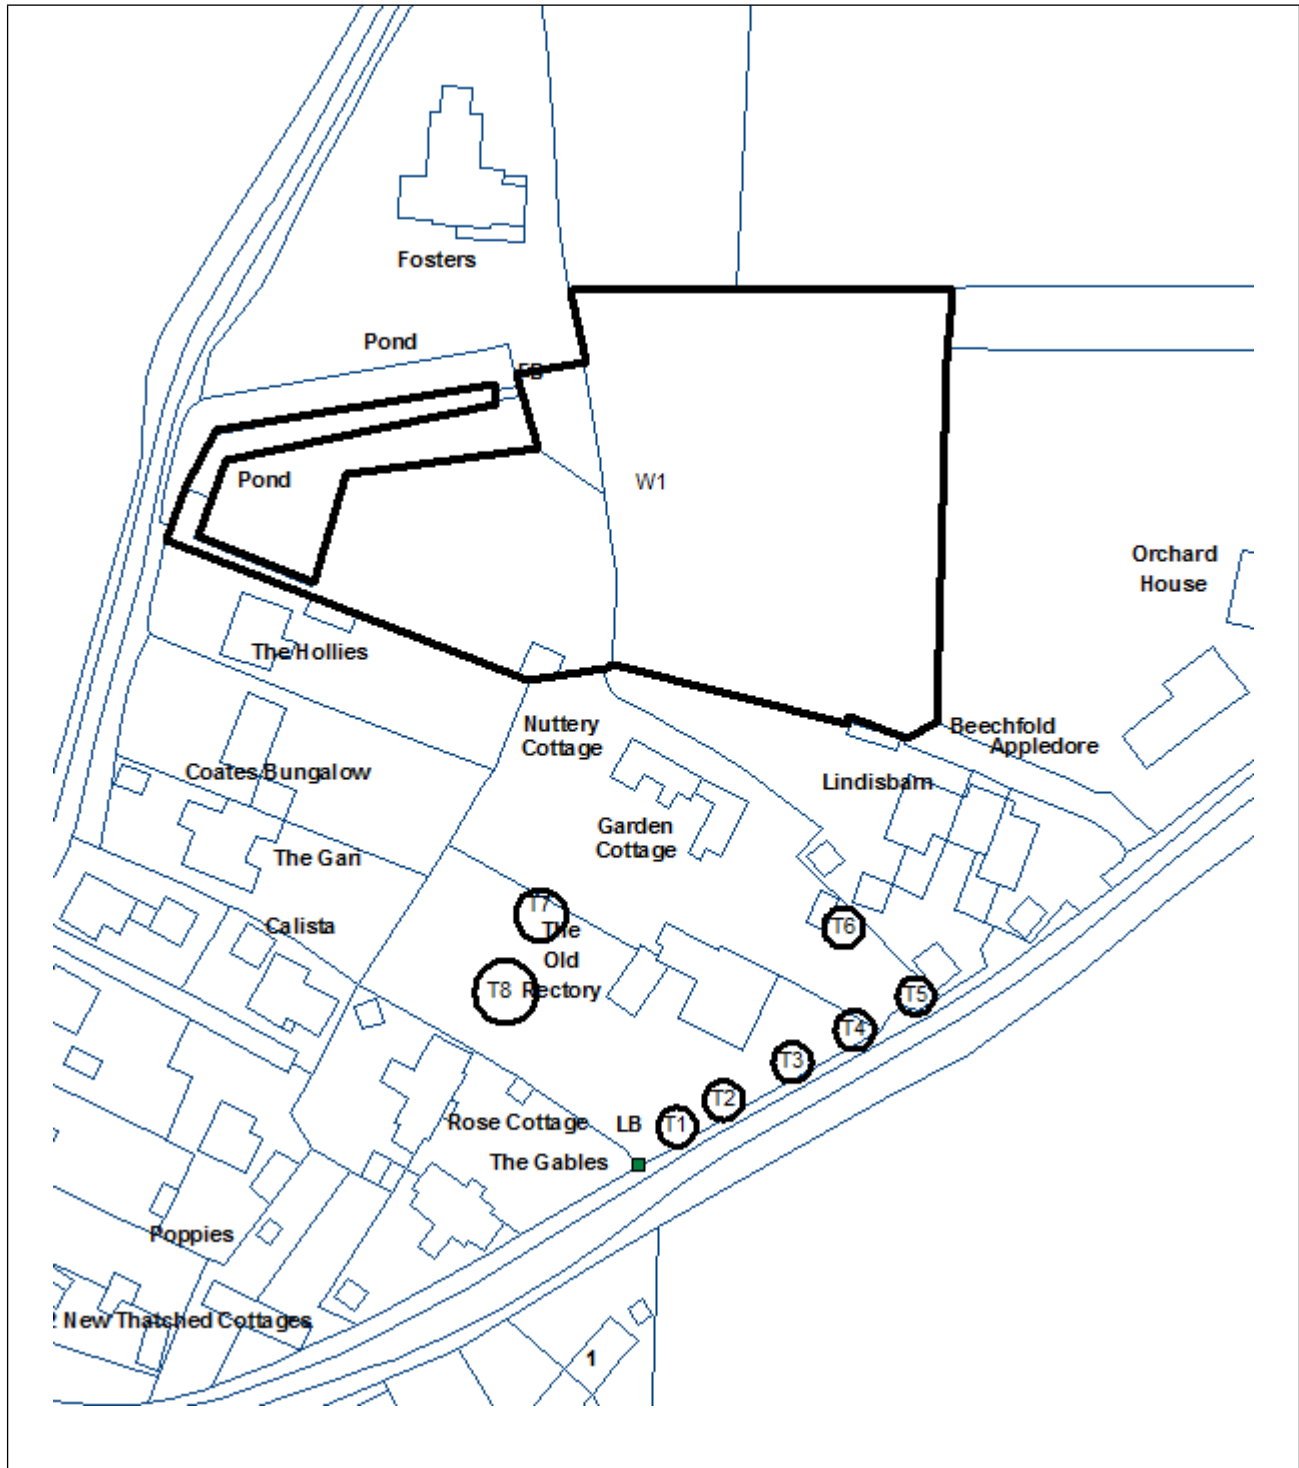 Fosters
Pond
FB
Pond
W1
Orchard
House
The Hollies
Nuttery
Cottage
Beechfold
Appledore
Coates Bungalow
Lindisbarn
Garden
Cottage
The Gari
T7
Calista
T6
The
Old
Rectory
T8
T5
T4
T3
T2
Rose Cottage
LB
T1
The Gables
Poppies
2 New Thatched Cottages
1